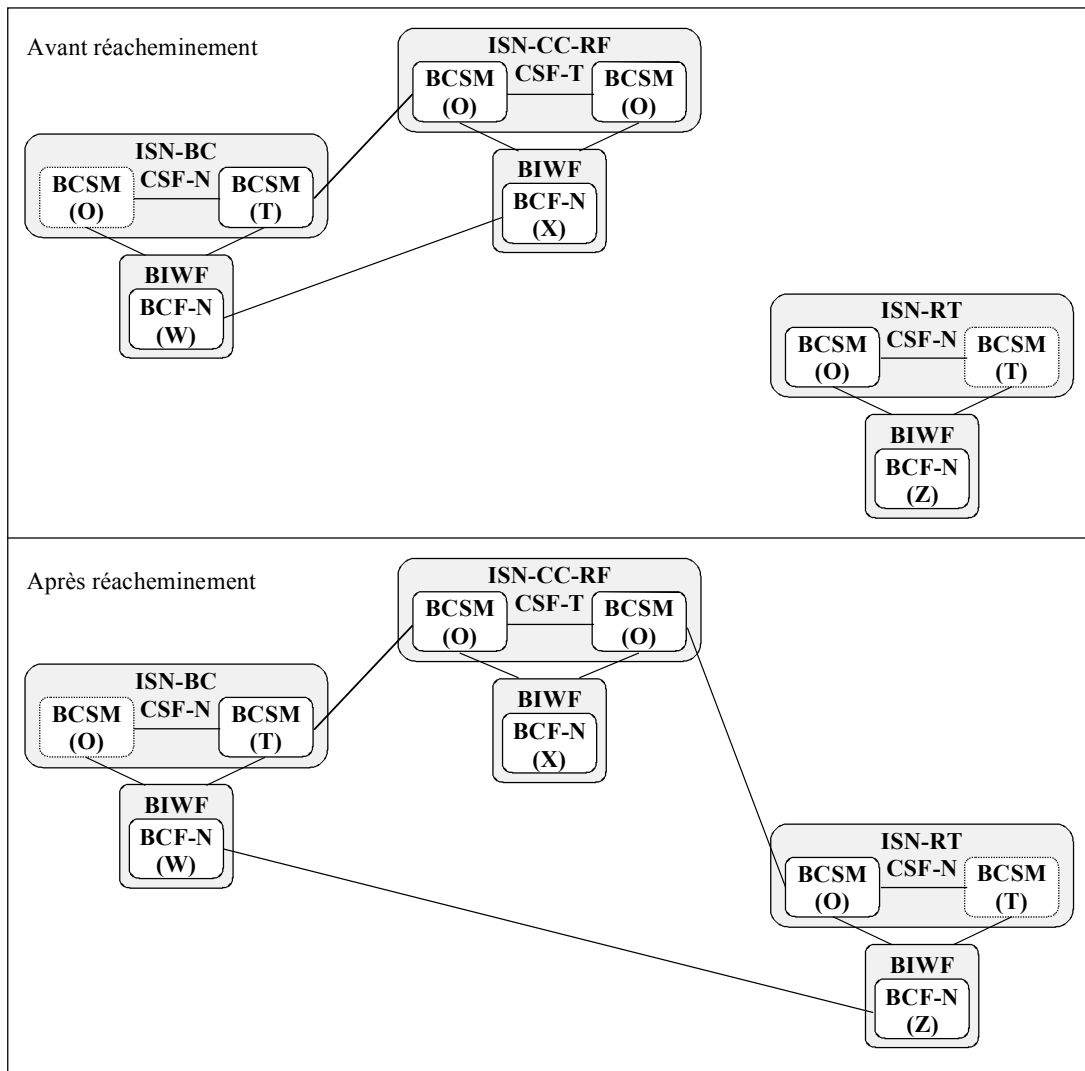 Avant réacheminement
ISN-CC-RF
CSF-T
BCSM
(O)
BCSM
(O)
BIWF
BCF-N
(X)
ISN-BC
CSF-N
BCSM
(O)
BCSM
(T)
BIWF
BCF-N
(W)
ISN-RT
CSF-N
BCSM
(O)
BCSM
(T)
BIWF
BCF-N
(Z)
Après réacheminement
ISN-CC-RF
CSF-T
BCSM
(O)
BCSM
(O)
BIWF
BCF-N
(X)
ISN-BC
CSF-N
BCSM
(O)
BCSM
(T)
BIWF
BCF-N
(W)
ISN-RT
CSF-N
BCSM
(O)
BCSM
(T)
BIWF
BCF-N
(Z)